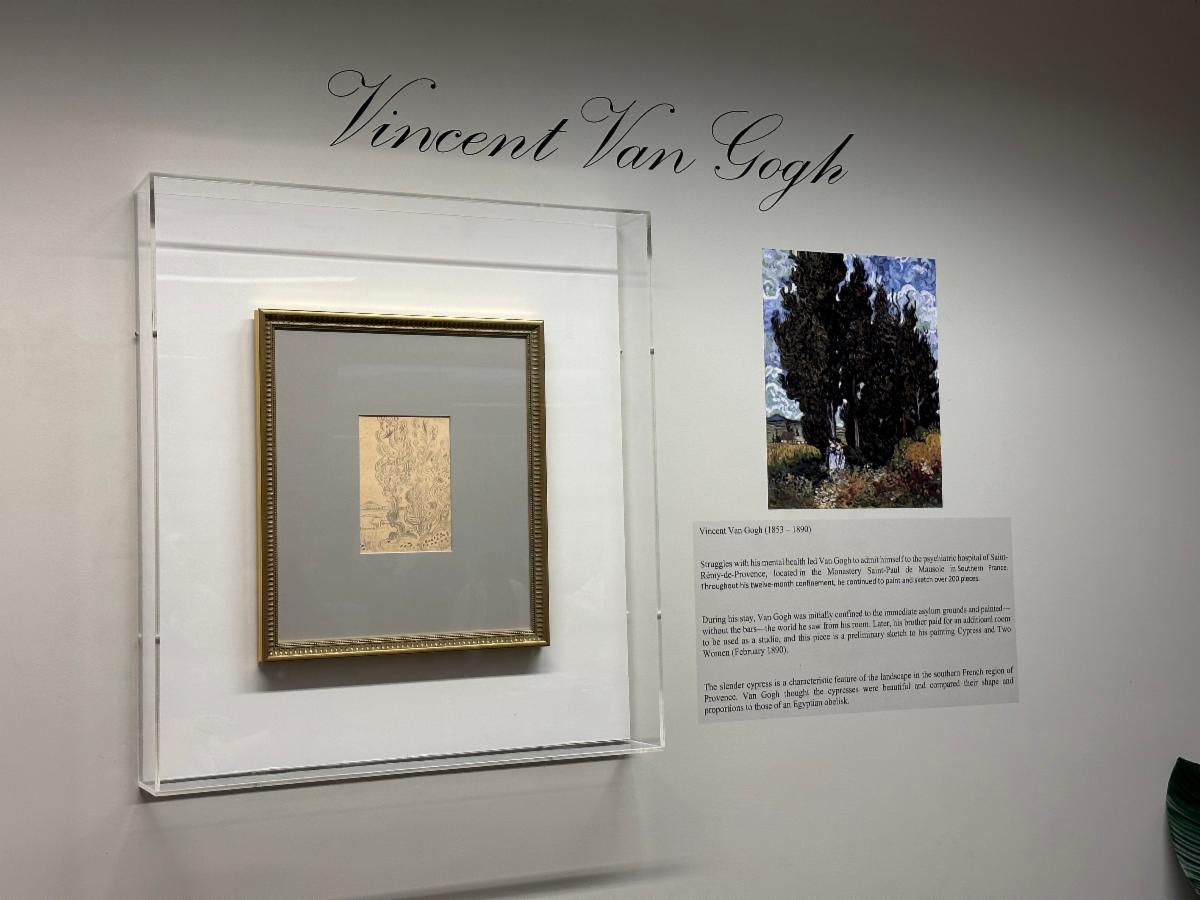 Vincent Van Gogh
Vincent Van Gogh (1853 – 1890)
Struggles with his mental health led Van Gogh to admit himself to the psychiatric hospital of Saint-
Rémy-de-Provence, located in the Monastery Saint-Paul de Mausole in Southern France.
Throughout his twelve-month confinement, he continued to paint and sketch over 200 pieces.
During his stay, Van Gogh was initially confined to the immediate asylum grounds and painted—
without the bars—the world he saw from his room. Later, his brother paid for an additional room
to be used as a studio, and this piece is a preliminary sketch to his painting Cypress and Two
Women (February 1890).
The slender cypress is a characteristic feature of the landscape in the southern French region of
Provence. Van Gogh thought the cypresses were beautiful and compared their shape and
proportions to those of an Egyptian obelisk.